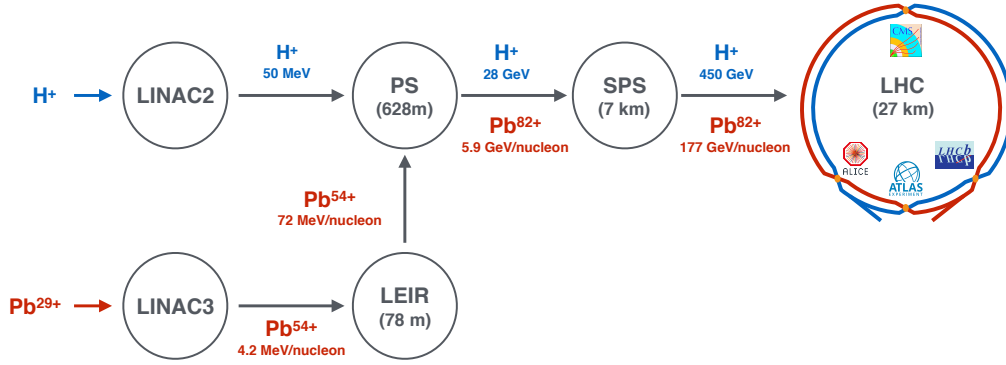 H+
LINAC2
H+
50 MeV
PS
(628m)
H+
28 GeV
Pb82+
5.9 GeV/nucleon
SPS
(7 km)
H+
450 GeV
Pb82+
177 GeV/nucleon
CMS
LHC
(27 km)
ALICE
ATLAS
EXPERIMENT
LHCb
Pb54+
72 MeV/nucleon
Pb29+
LINAC3
Pb54+
4.2 MeV/nucleon
LEIR
(78 m)